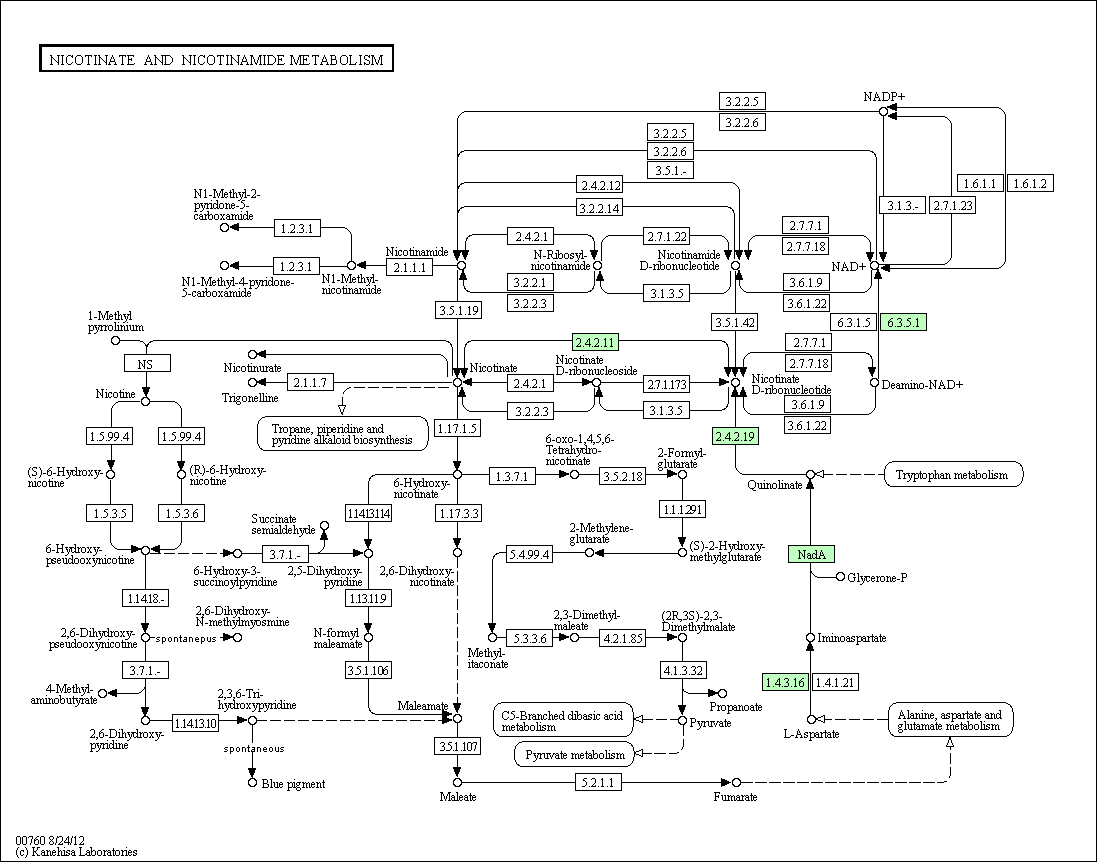 NICOTINATE AND NICOTINAMIDE METABOLISM
3.2.2.5
NADP+
3.2.2.6
3.2.2.5
3.2.2.6
3.5.1.-
2.4.2.12
1.6.1.1
1.6.1.2
N1-Methyl-2-
pyridone-5-
carboxamide
3.2.2.14
3.1.3.-
2.7.1.23
1.2.3.1
2.4.2.1
2.7.1.22
2.7.7.1
2.7.7.18
Nicotinamide
N-Ribosyl-
nicotinamide
Nicotinamide
D-ribonucleotide
NAD+
1.2.3.1
2.1.1.1
N1-Methyl-4-pyridone-
5-carboxamide
N1-Methyl-
nicotinamide
3.2.2.1
3.2.2.3
3.1.3.5
3.6.1.9
3.6.1.22
3.5.1.19
3.5.1.42
6.3.1.5
6.3.5.1
1-Methyl
pyrrolinium
2.4.2.11
2.7.7.1
2.7.7.18
NS
Nicotinurate
Nicotinate
Nicotinate
D-ribonucleoside
2.1.1.7
2.4.2.1
2.7.1.173
Nicotinate
D-ribonucleotide
Deamino-NAD+
Nicotine
Trigonelline
3.2.2.3
3.1.3.5
3.6.1.9
3.6.1.22
Tropane, piperidine and
pyridine alkaloid biosynthesis
1.17.1.5
1.5.99.4
1.5.99.4
2.4.2.19
6-oxo-1,4,5,6-
Tetrahydro-
nicotinate
2-Formyl-
glutarate
(S)-6-Hydroxy-
nicotine
(R)-6-Hydroxy-
nicotine
6-Hydroxy-
nicotinate
1.3.7.1
3.5.2.18
Quinolinate
Tryptophan metabolism
1.5.3.5
1.5.3.6
Succinate
semialdehyde
1.14.13.114
1.17.3.3
1.1.1.291
2-Methylene-
glutarate
6-Hydroxy-
pseudooxynicotine
3.7.1.-
5.4.99.4
(S)-2-Hydroxy-
methylglutarate
NadA
6-Hydroxy-3-
succinoylpyridine
2,5-Dihydroxy-
pyridine
2,6-Dihydroxy-
nicotinate
Glycerone-P
1.14.18.-
1.13.11.9
2,6-Dihydroxy-
N-methylmyosmine
2,6-Dihydroxy-
pseudooxynicotine
spontanepus
N-formyl
maleamate
2,3-Dimethyl-
maleate
(2R,3S)-2,3-
Dimethylmalate
5.3.3.6
4.2.1.85
Iminoaspartate
Methyl-
itaconate
3.7.1.-
3.5.1.106
4.1.3.32
1.4.3.16
1.4.1.21
4-Methyl-
aminobutyrate
2,3,6-Tri-
hydroxypyridine
Maleamate
Propanoate
1.14.13.10
2,6-Dihydroxy-
pyridine
C5-Branched dibasic acid
metabolism
Pyruvate
L-Aspartate
Alanine, aspartate and
glutamate metabolism
spontaneous
3.5.1.107
Pyruvate metabolism
Blue pigment
Maleate
5.2.1.1
Fumarate
00760 8/24/12
(c) Kanehisa Laboratories